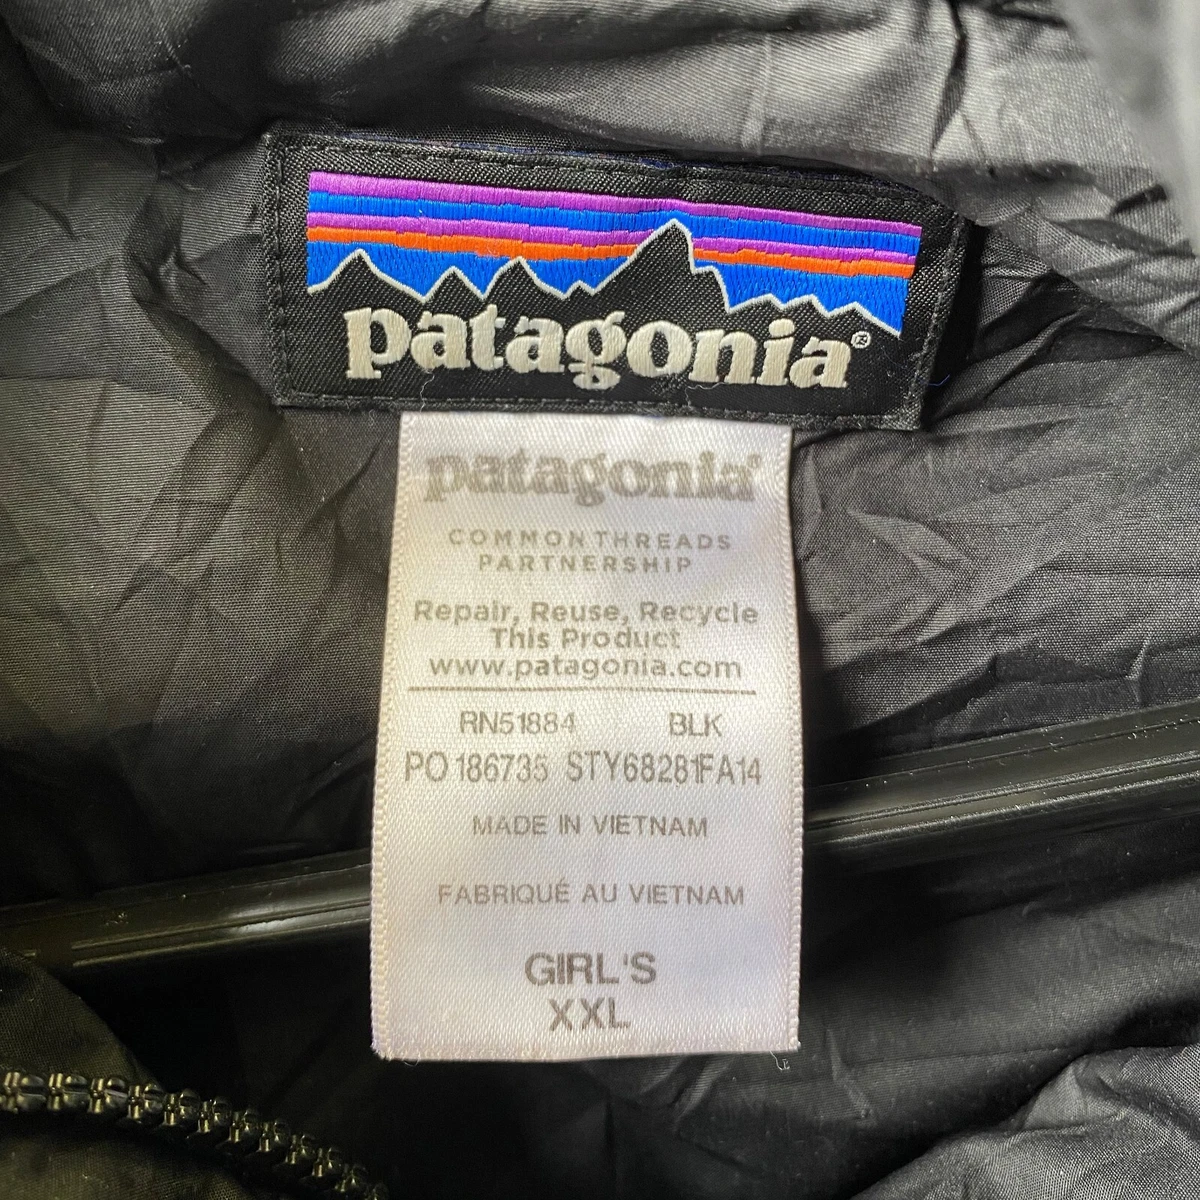 patagonia®
patagonia®
COMMON THREADS
PARTNERSHIP
Repair, Reuse, Recycle
This Product
www.patagonia.com
RN51884 BLK
PO 186735 STY68281FA14
MADE IN VIETNAM
FABRIQUÉ AU VIETNAM
GIRL'S
XXL